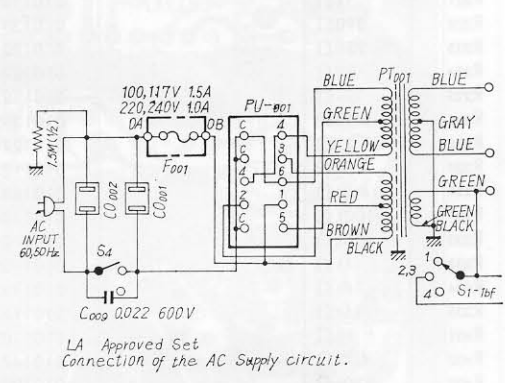 100,117V 1.5A
220,240V 1.0A
0A
0B
F001
PU-001
C 4
C 3
4 6
2 1
C 5
BLUE
GREEN
YELLOW
ORANGE
RED
BROWN
BLACK
PT001
BLUE
GRAY
BLUE
GREEN
GREEN
BLACK
1.5M(½)
CO002
CO001
AC
INPUT
60,50Hz
S4
C009 0.022 600V
1
2,3
4
S1-1bf
LA Approved Set
Connection of the AC Supply circuit.